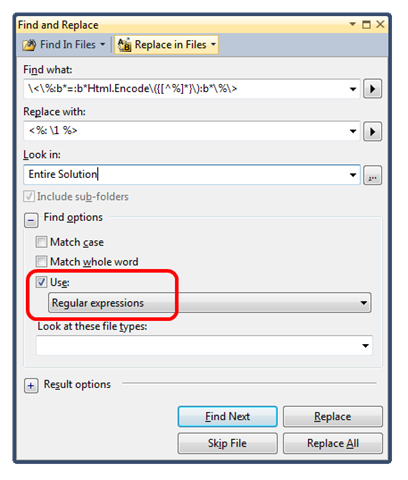 Find and Replace
Find In Files Replace in Files
Find what:
\<\%:b*=:b*Html.Encode\({[^%]*}\):b*\%\>
Replace with:
<%: \1 %>
Look in:
Entire Solution
...
Include sub-folders
Find options
Match case
Match whole word
Use:
Regular expressions
Look at these file types:
Result options
Find Next Replace
Skip File Replace All